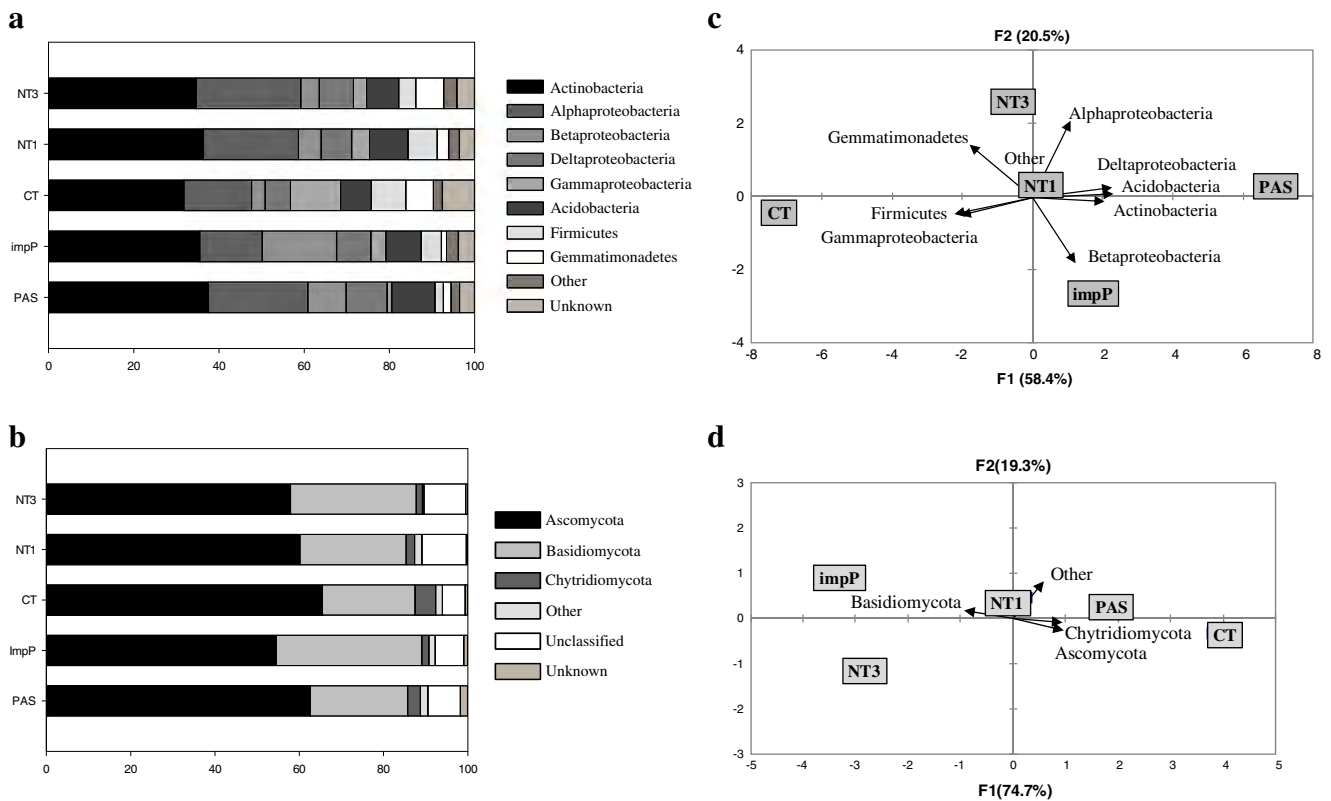 a
NT3
NT1
CT
impP
PAS
0 20 40 60 80 100
Actinobacteria
Alphaproteobacteria
Betaproteobacteria
Deltaproteobacteria
Gammaproteobacteria
Acidobacteria
Firmicutes
Gemmatimonadetes
Other
Unknown
c
F2 (20.5%)
4
2
0
-2
-4
NT3
Alphaproteobacteria
Gemmatimonadetes
Other
Deltaproteobacteria
NT1
Acidobacteria
PAS
CT
Firmicutes
Actinobacteria
Gammaproteobacteria
Betaproteobacteria
impP
-8 -6 -4 -2 0 2 4 6 8
F1 (58.4%)
b
NT3
NT1
CT
ImpP
PAS
0 20 40 60 80 100
Ascomycota
Basidiomycota
Chytridiomycota
Other
Unclassified
Unknown
d
F2(19.3%)
3
2
1
0
-1
-2
-3
impP
Other
Basidiomycota
NT1
PAS
Chytridiomycota
CT
Ascomycota
NT3
-5 -4 -3 -2 -1 0 1 2 3 4 5
F1(74.7%)